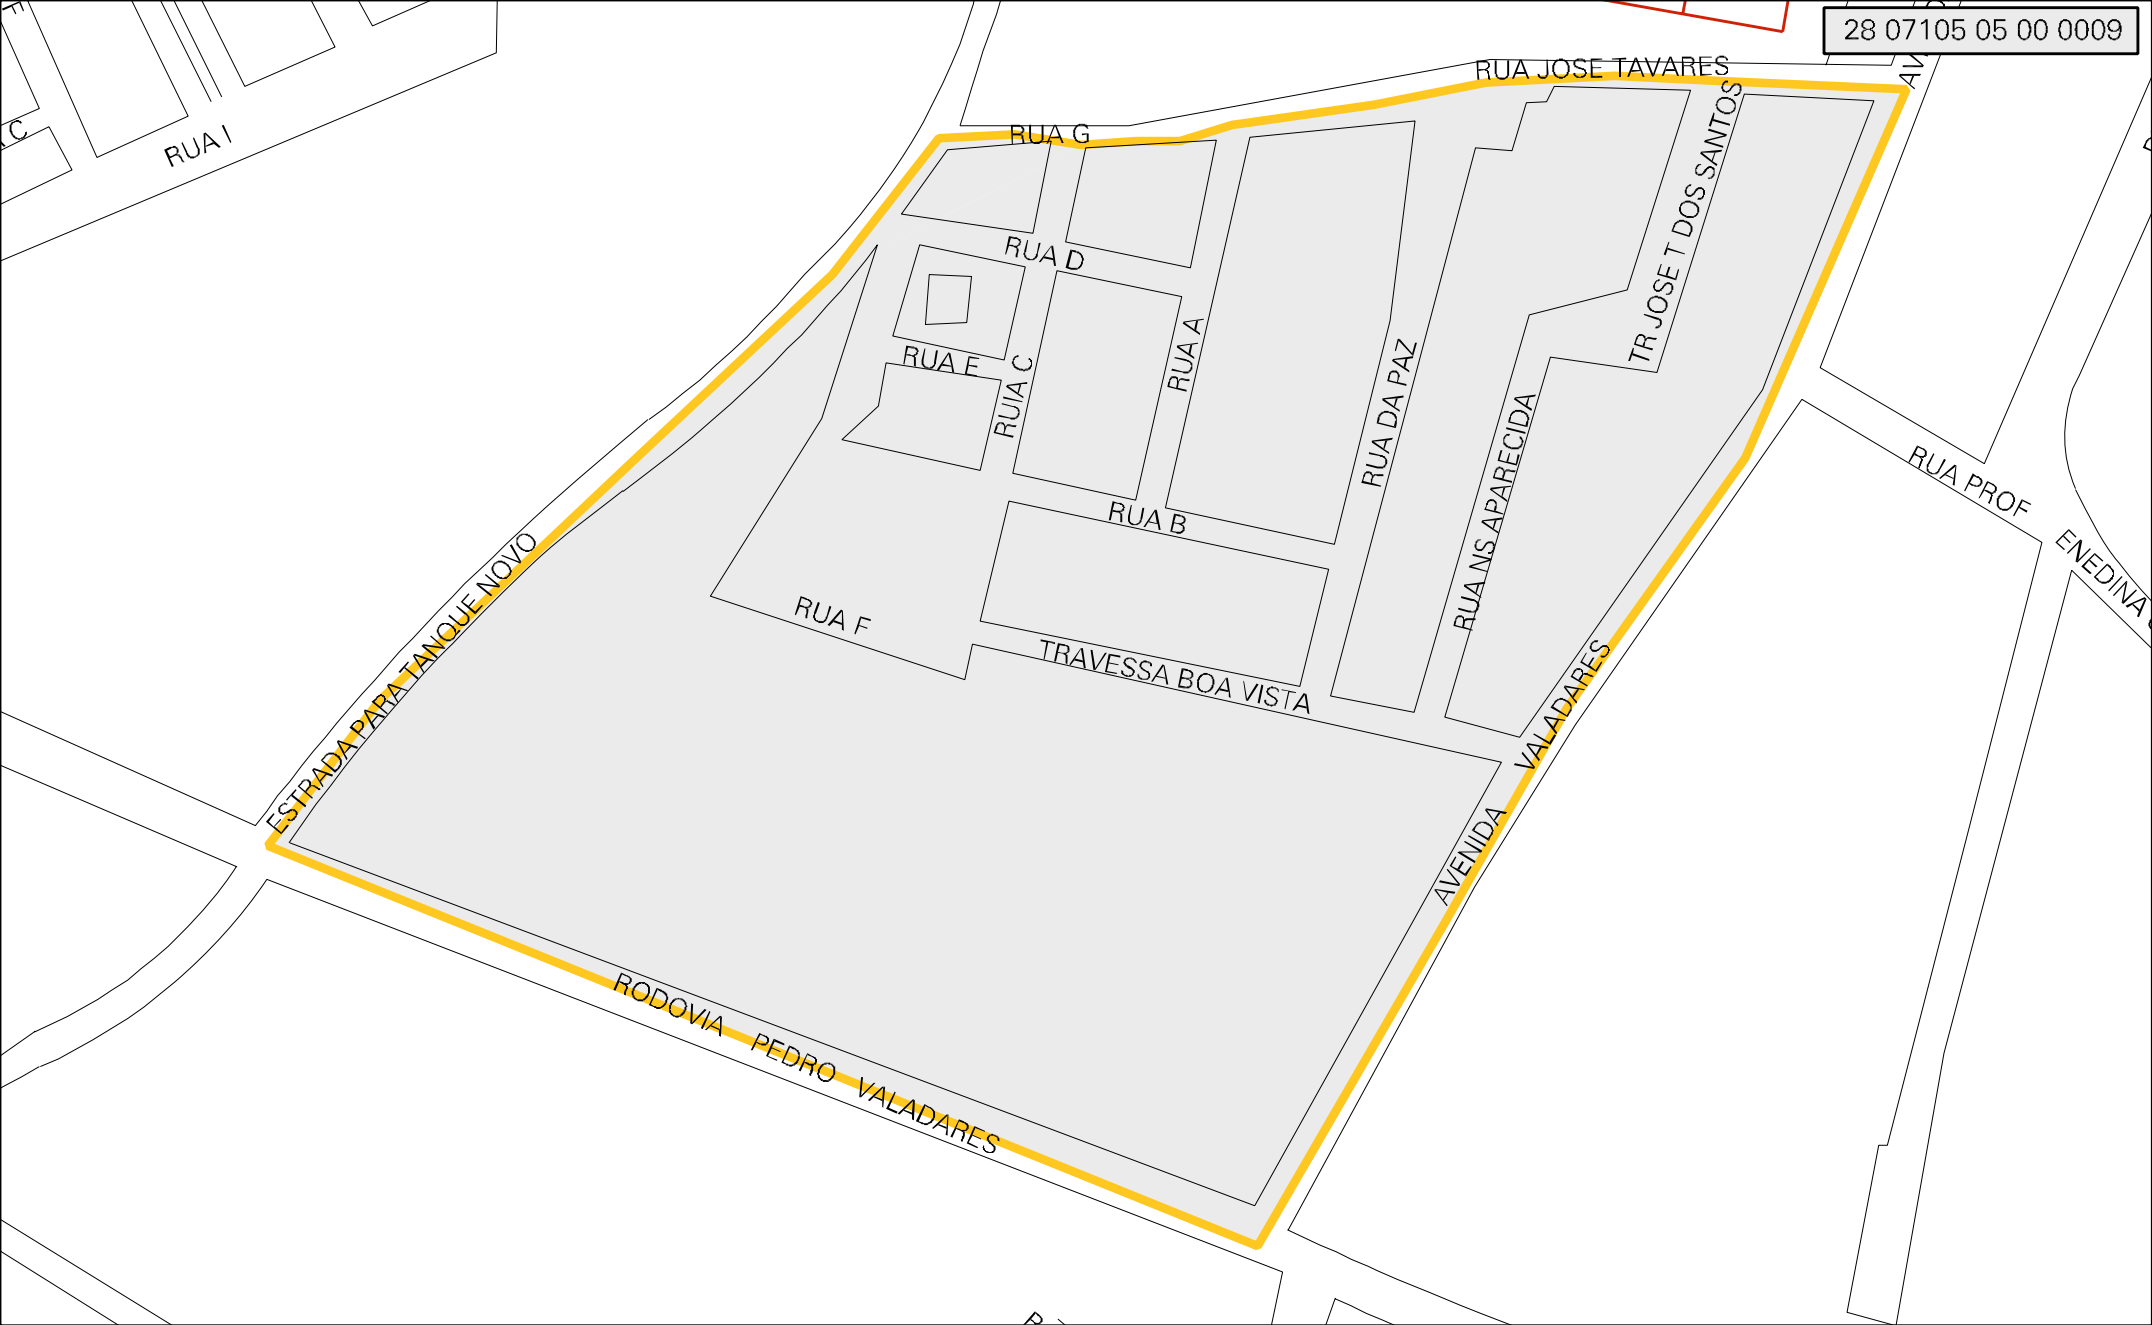 28 07105 05 00 0009
RUA JOSE TAVARES
RUA G
RUA I
C
TR JOSE T DOS SANTOS
RUA D
RUA E
RUIA C
RUA A
RUA DA PAZ
RUA NS APARECIDA
RUA B
RUA F
TRAVESSA BOA VISTA
RUA PROF
ENEDINA
ESTRADA PARA TANQUE NOVO
AVENIDA VALADARES
RODOVIA PEDRO VALADARES